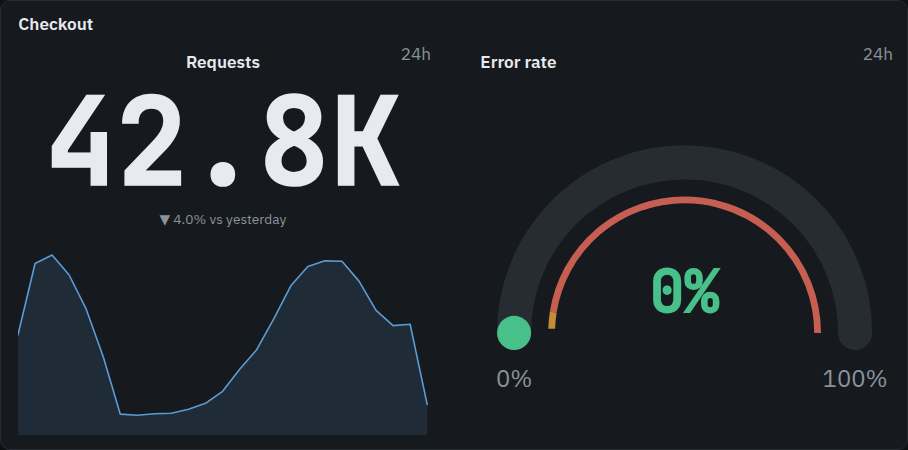 Checkout
Requests
24h
42.8K
▼ 4.0% vs yesterday
Error rate
24h
0%
0%
100%